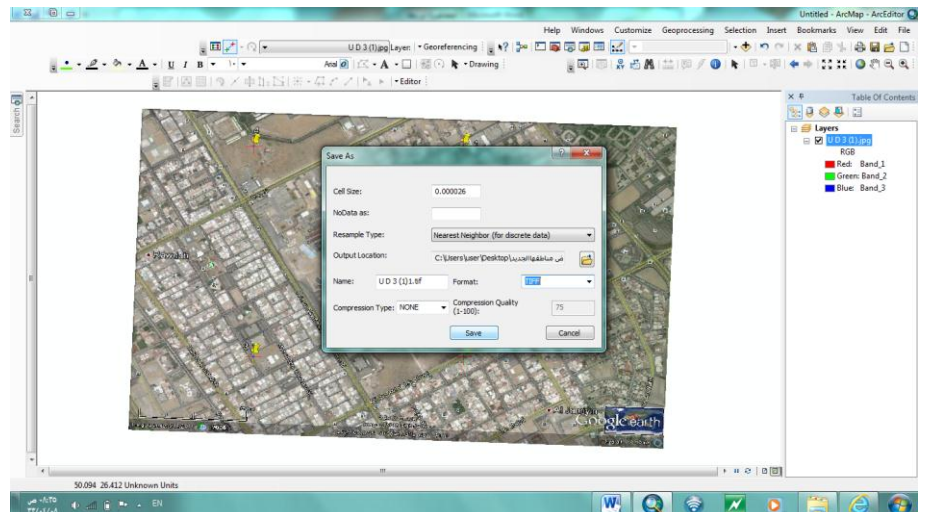 Untitled - ArcMap - ArcEditor
Help Windows Customize Geoprocessing Selection Insert Bookmarks View Edit File
U D 3 (1).jpg Layer: Georeferencing
U I B Arial A Drawing
Editor
Search
Table Of Contents
Layers
U D 3 (1).jpg
RGB
Red: Band_1
Green: Band_2
Blue: Band_3
Save As
Cell Size: 0.000026
NoData as:
Resample Type: Nearest Neighbor (for discrete data)
Output Location: C:\Users\user\Desktop\
Name: U D 3 (1)1.tif Format: TIFF
Compression Type: NONE Compression Quality (1-100): 75
Save Cancel
Google earth
50.094 26.412 Unknown Units
EN